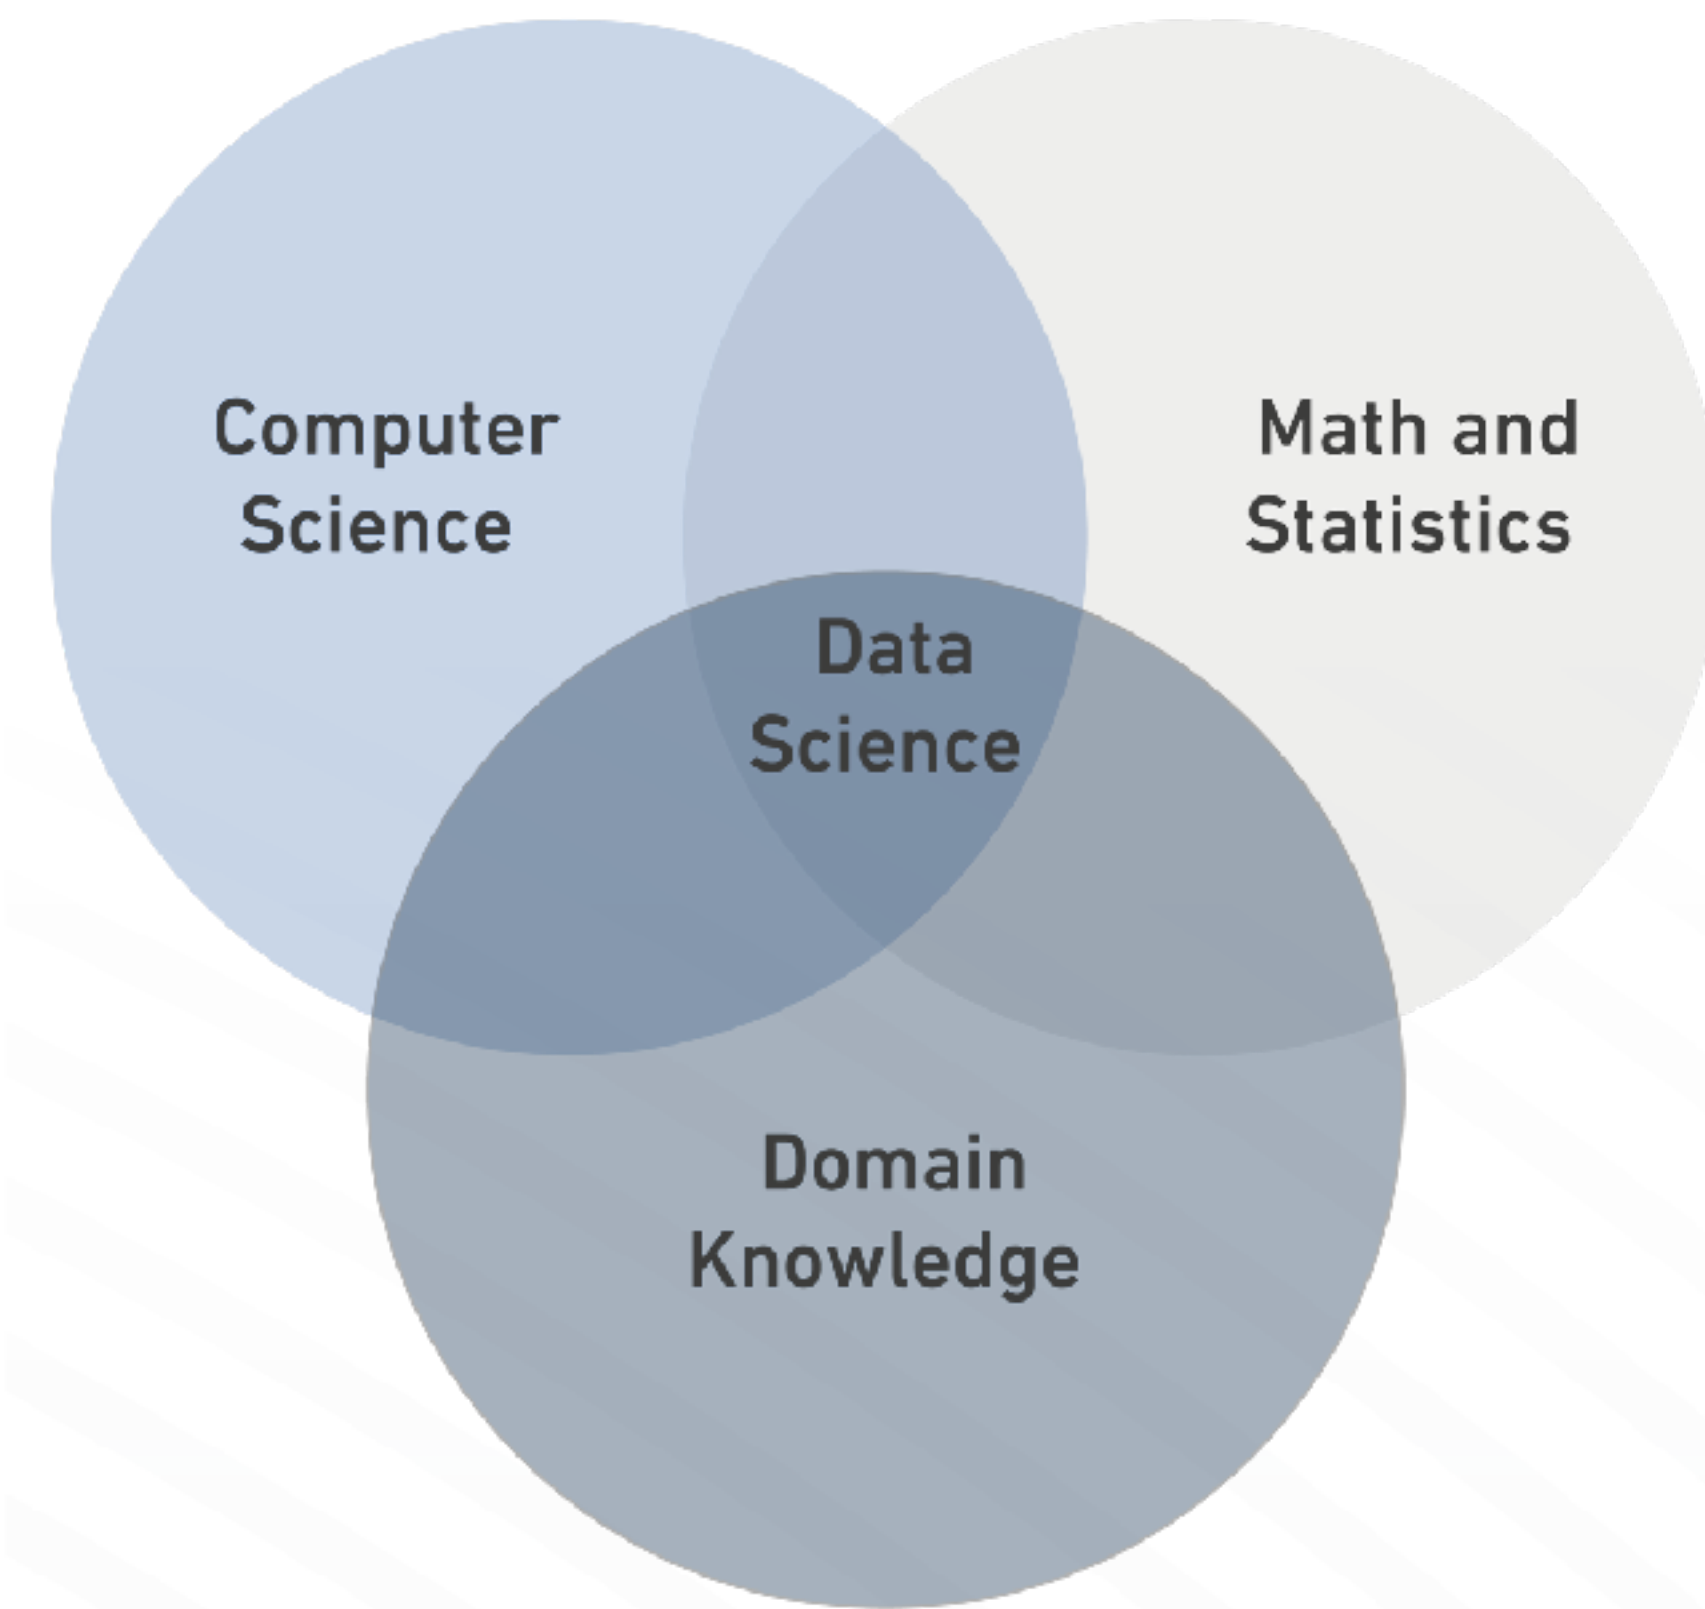 Computer
Science
Math and
Statistics
Data
Science
Domain
Knowledge